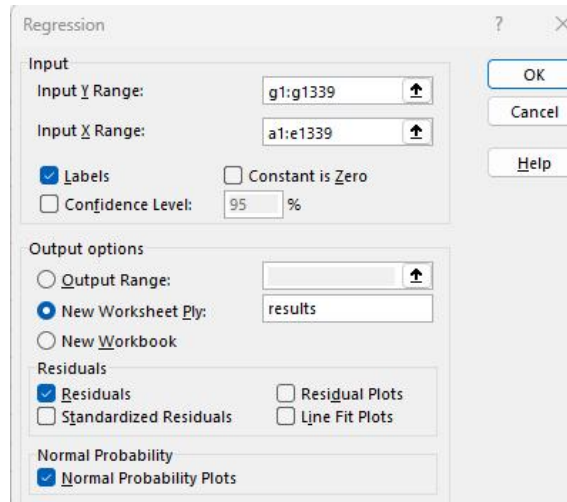 Regression ?
Input
Input Y Range: g1:g1339
Input X Range: a1:e1339
Labels Constant is Zero
Confidence Level: 95 %
OK
Cancel
Help
Output options
Output Range:
New Worksheet Ply: results
New Workbook
Residuals
Residuals Residual Plots
Standardized Residuals Line Fit Plots
Normal Probability
Normal Probability Plots